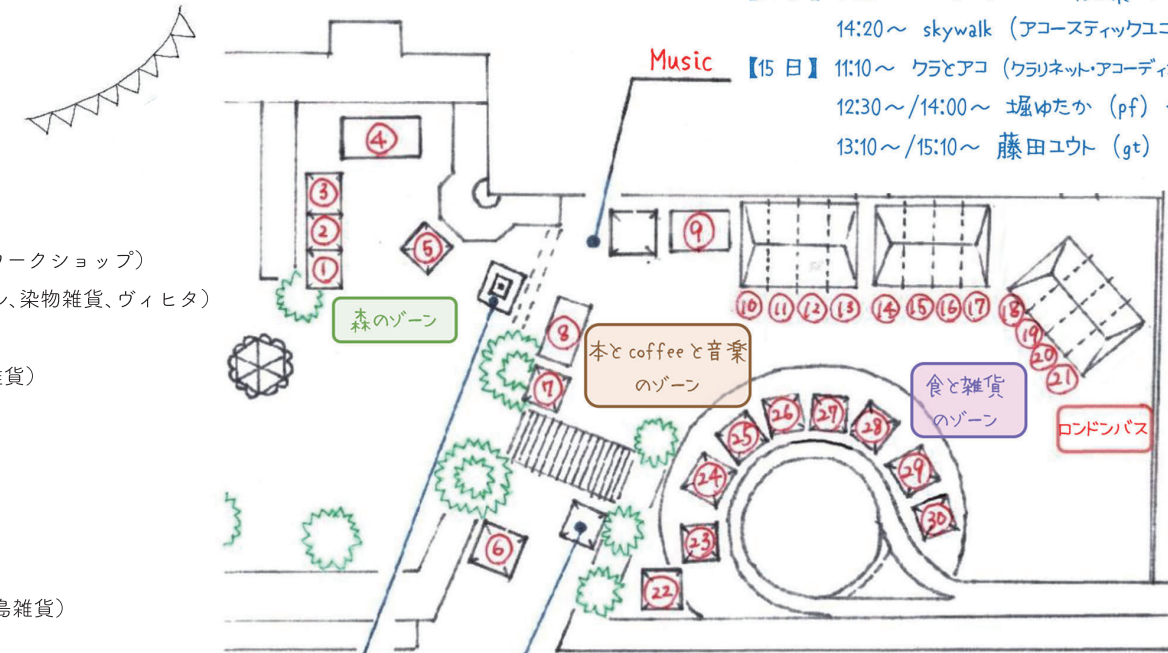 14:20～ skywalk （アコースティックユニ
Music
【15 日】 11:10～ クラとアコ （クラリネット・アコーディ
12:30～/14:00～ 堀ゆたか （pf）
13:10～/15:10～ 藤田ユウト （gt）
④
③
②
①
⑤
⑨
ワークショップ）
、染物雑貨、ヴィヒタ）
雑貨）
島雑貨）
森のゾーン
⑧
⑦
⑥
本とcoffeeと音楽
のゾーン
⑩ ⑪ ⑫ ⑬ ⑭ ⑮ ⑯ ⑰ ⑱
⑲
⑳
㉑
食と雑貨
のゾーン
ロンドンバス
㉒
㉓
㉔
㉕
㉖
㉗
㉘
㉙
㉚